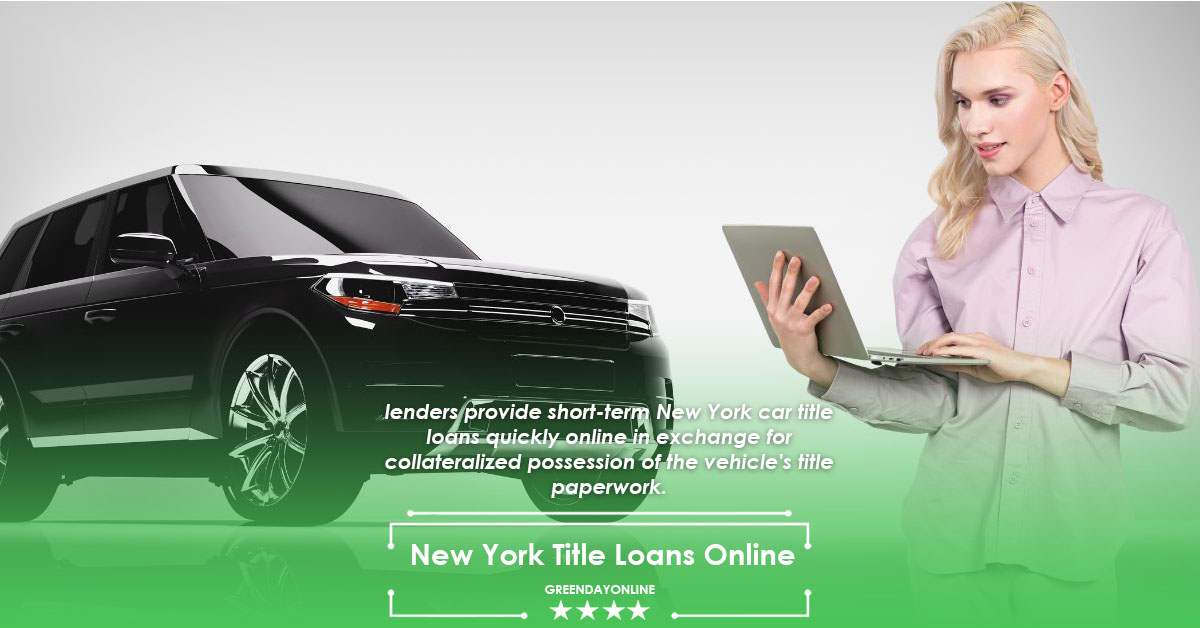 lenders provide short-term New York car title
loans quickly online in exchange for
collateralized possession of the vehicle's title
paperwork.
New York Title Loans Online
GREENDAYONLINE